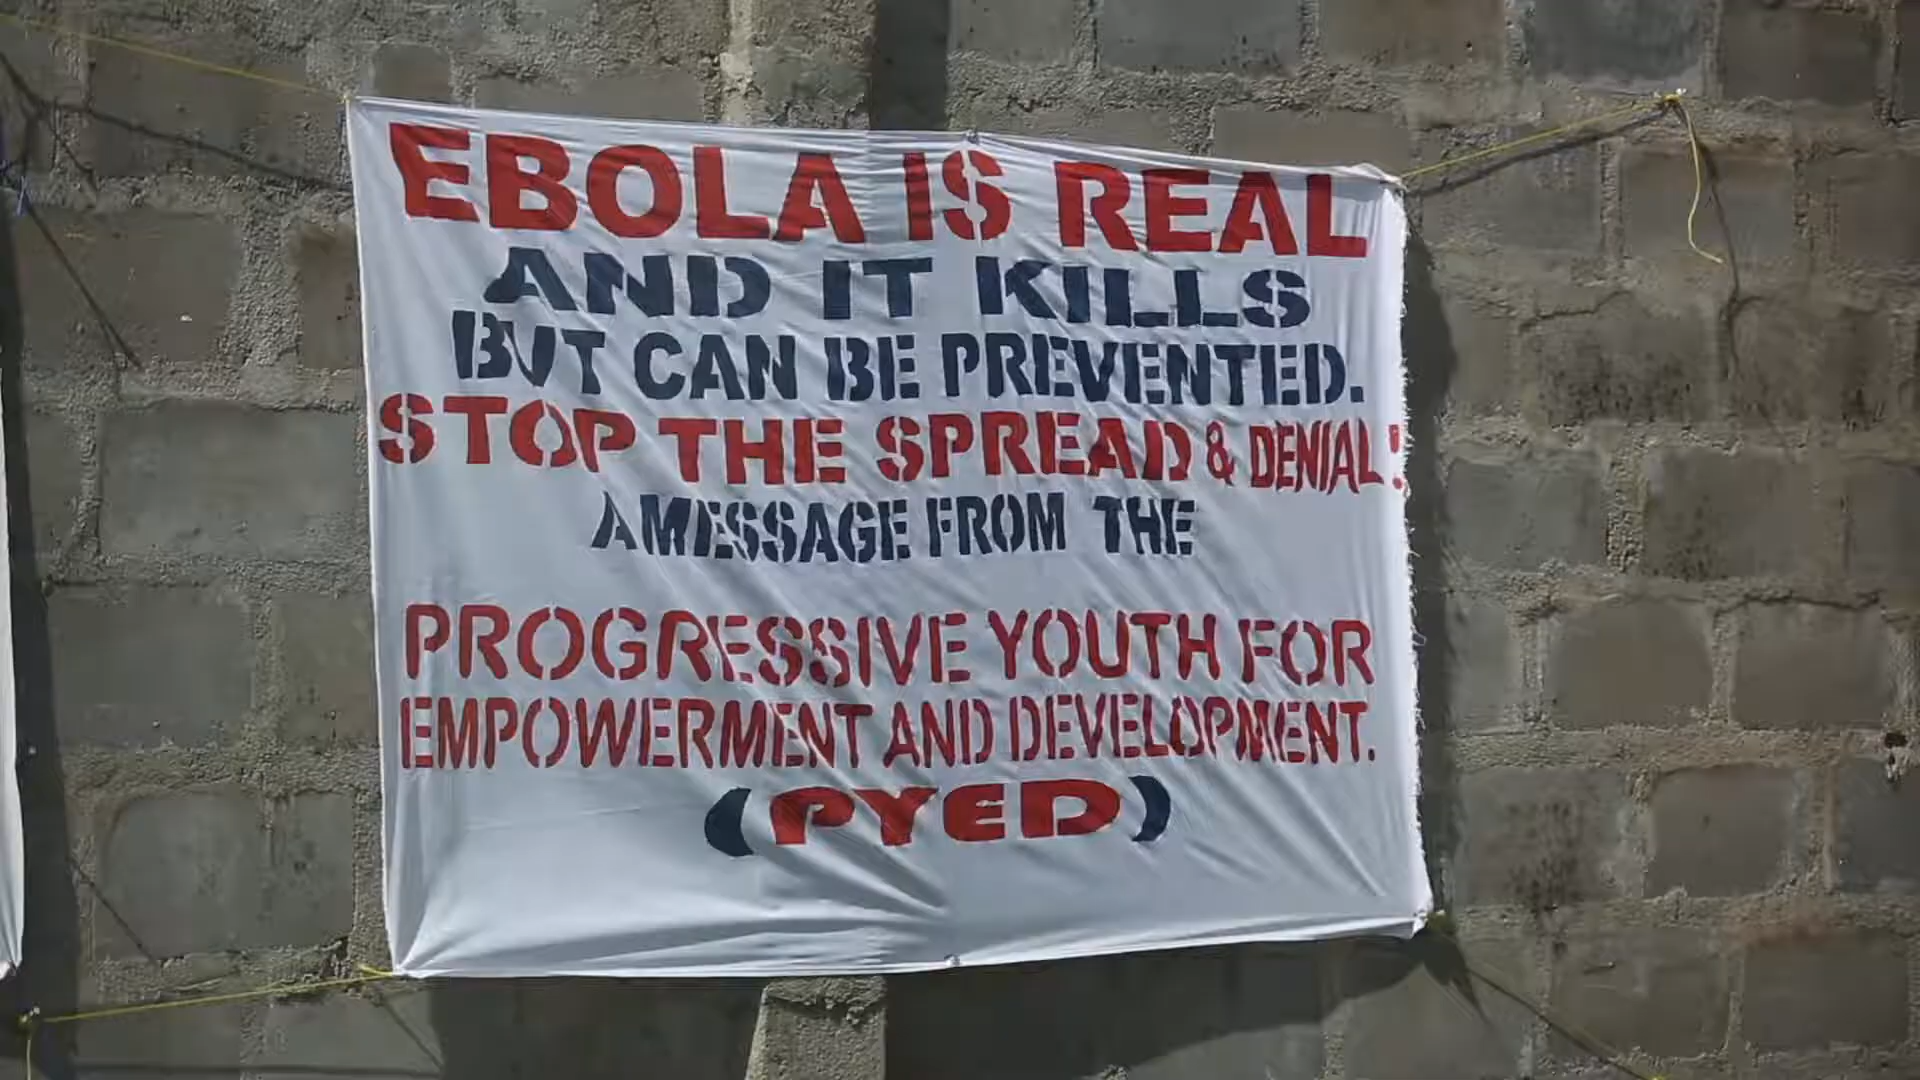 EBOLA IS REAL
AND IT KILLS
BUT CAN BE PREVENTED.
STOP THE SPREAD & DENIAL!
A MESSAGE FROM THE
PROGRESSIVE YOUTH FOR
EMPOWERMENT AND DEVELOPMENT.
(PYED)